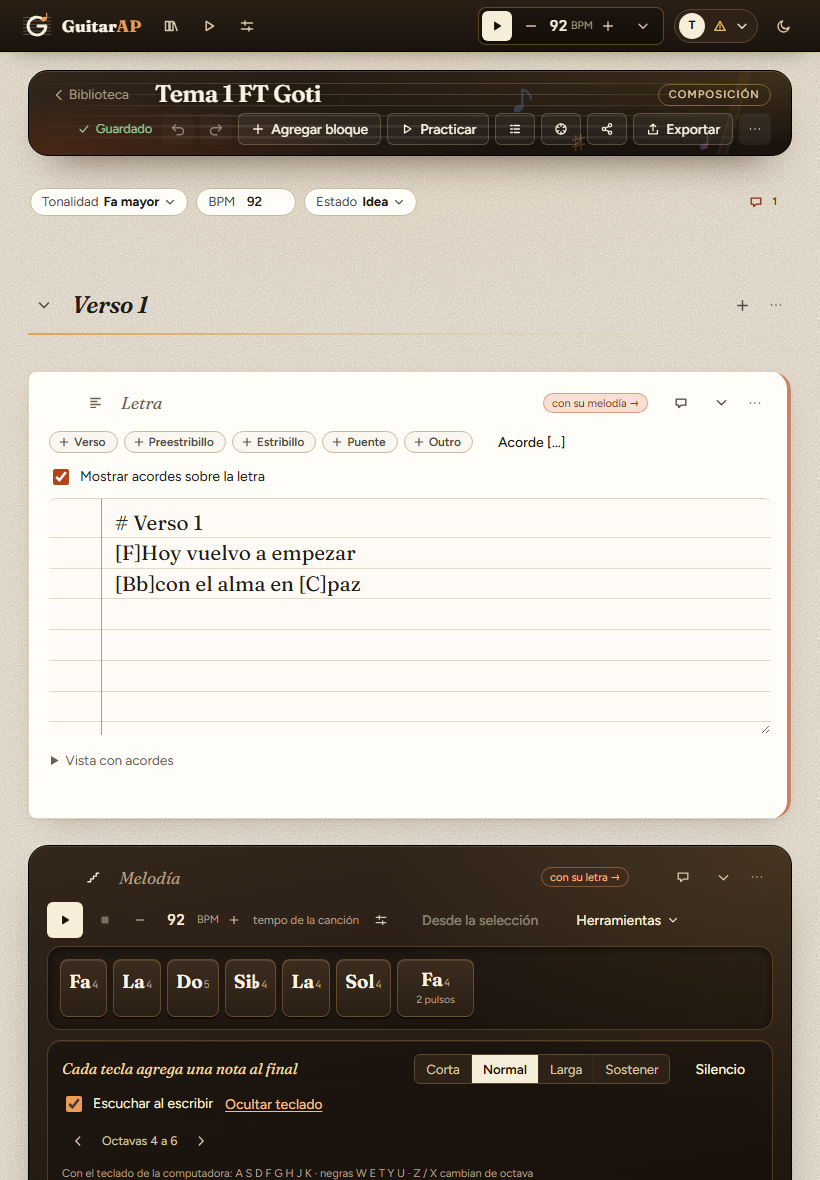 GuitarAP
92 BPM
T
Biblioteca
Tema 1 FT Goti
COMPOSICIÓN
Guardado
Agregar bloque
Practicar
Exportar
Tonalidad Fa mayor
BPM 92
Estado Idea
1
Verso 1
Letra
con su melodía →
+ Verso
+ Preestribillo
+ Estribillo
+ Puente
+ Outro
Acorde [...]
Mostrar acordes sobre la letra
# Verso 1
[F]Hoy vuelvo a empezar
[Bb]con el alma en [C]paz
Vista con acordes
Melodía
con su letra →
92 BPM
tempo de la canción
Desde la selección
Herramientas
Fa4
La4
Do5
Si♭4
La4
Sol4
Fa4
2 pulsos
Cada tecla agrega una nota al final
Corta
Normal
Larga
Sostener
Silencio
Escuchar al escribir
Ocultar teclado
Octavas 4 a 6
Con el teclado de la computadora: A S D F G H J K · negras W E T Y U · Z / X cambian de octava